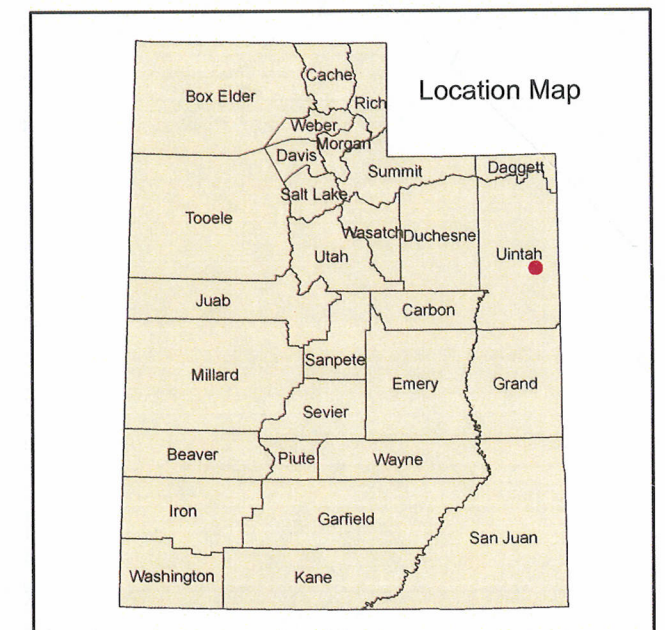 Location Map
Cache
Box Elder
Rich
Weber
Morgan
Davis
Summit
Daggett
Salt Lake
Tooele
Wasatch
Duchesne
Utah
Uintah
Juab
Carbon
Sanpete
Millard
Emery
Grand
Sevier
Beaver
Piute
Wayne
Iron
Garfield
San Juan
Washington
Kane